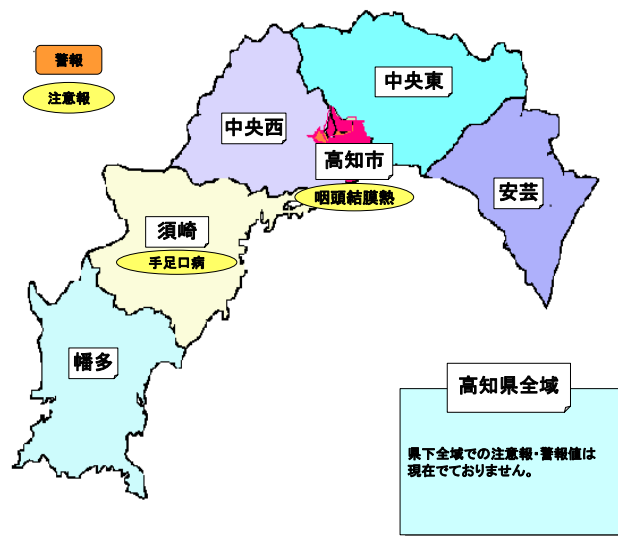 警報
注意報
中央東
中央西
高知市
咽頭結膜熱
安芸
須崎
手足口病
幡多
高知県全域
県下全域での注意報・警報値は
現在でておりません。